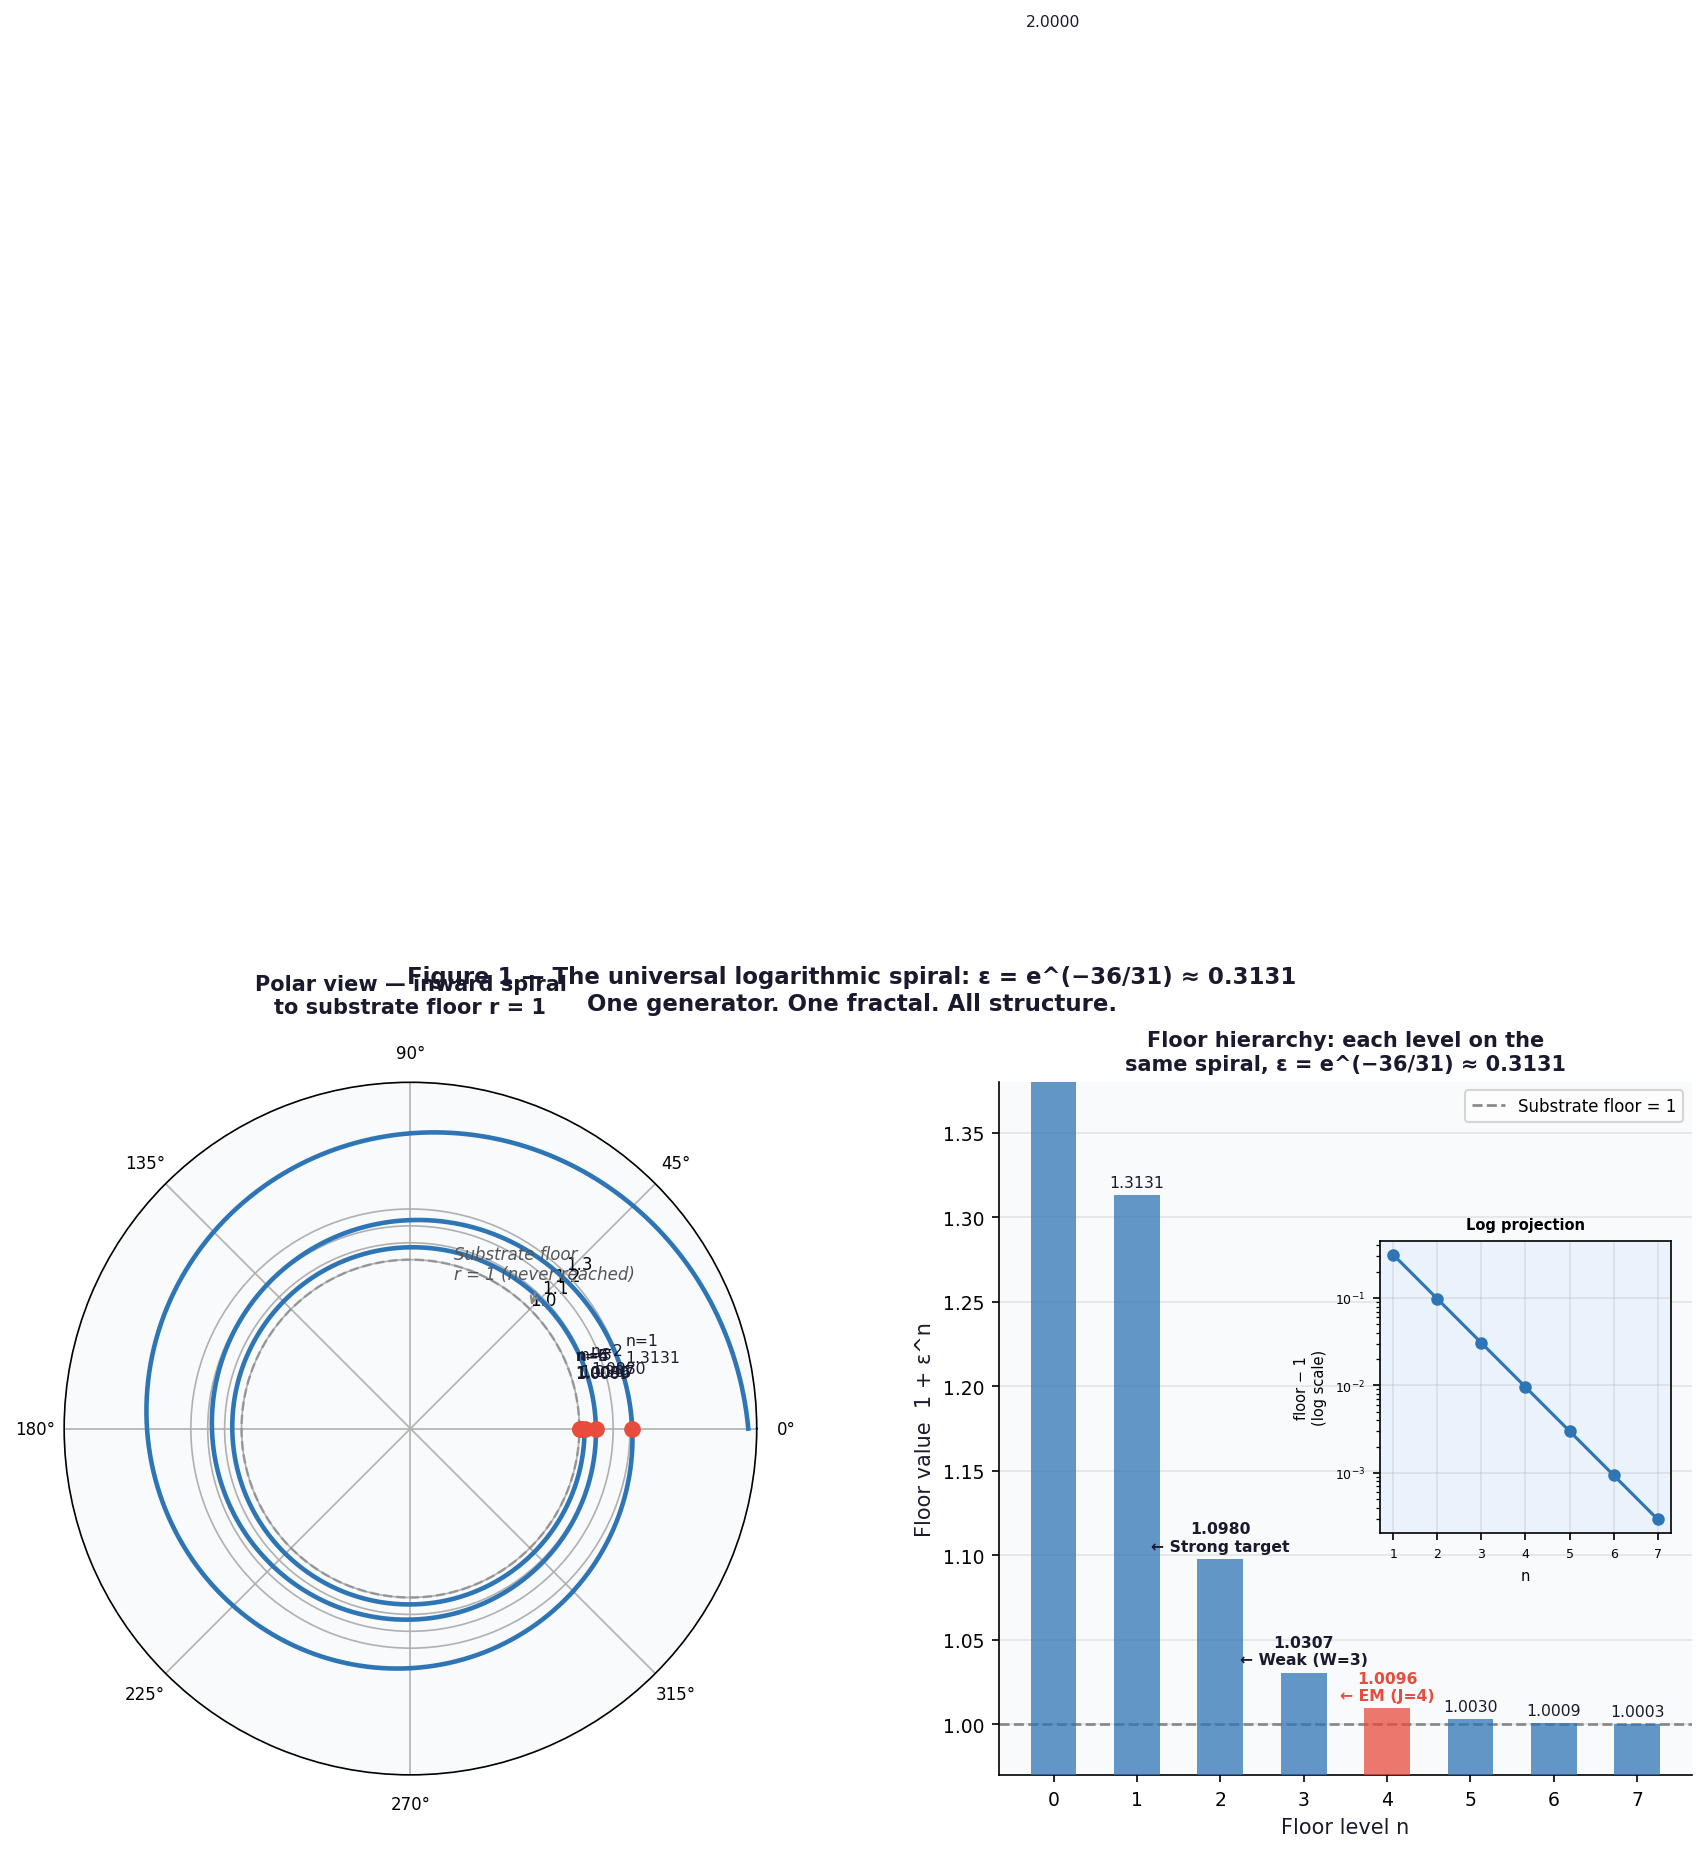 2.0000
Figure 1 — The universal logarithmic spiral: ε = e^(−36/31) ≈ 0.3131
One generator. One fractal. All structure.
Polar view — inward spiral
to substrate floor r = 1
90°
135°
45°
180°
0°
225°
315°
270°
Substrate floor
r = 1 (never reached)
1.3
1.2
1.1
1.0
n=1
1.3131
n=2
Floor hierarchy: each level on the
same spiral, ε = e^(−36/31) ≈ 0.3131
Substrate floor = 1
Floor value  1 + ε^n
1.35
1.30
1.25
1.20
1.15
1.10
1.05
1.00
1.3131
1.0980
← Strong target
1.0307
← Weak (W=3)
1.0096
← EM (J=4)
1.0030
1.0009
1.0003
0 1 2 3 4 5 6 7
Floor level n
Log projection
floor − 1
(log scale)
10⁻¹
10⁻²
10⁻³
1 2 3 4 5 6 7
n